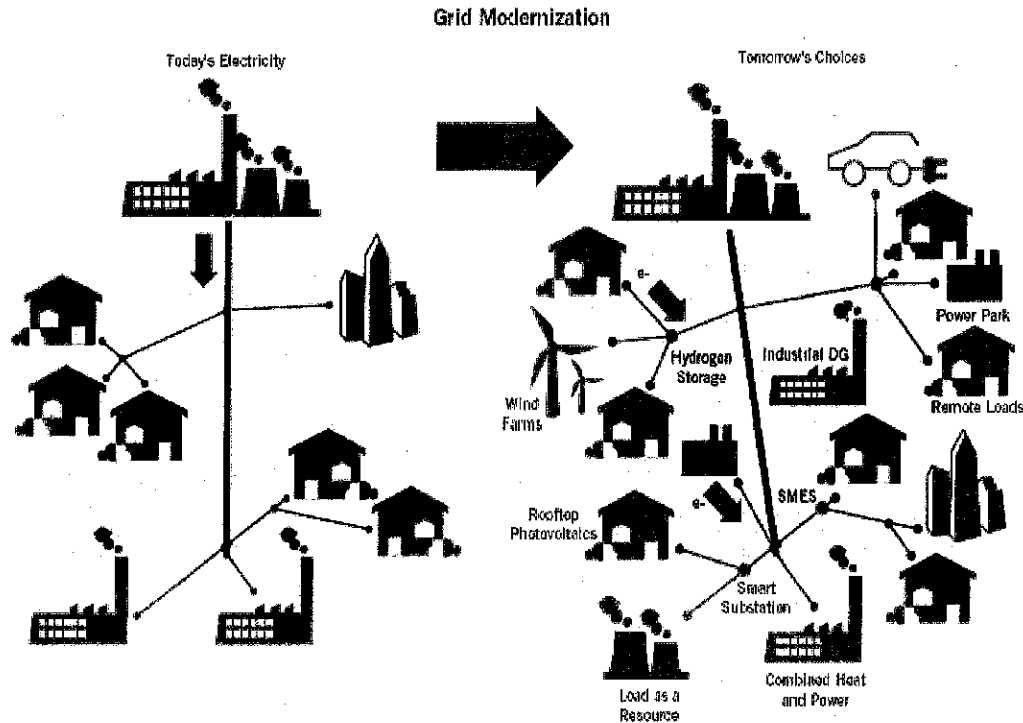 Grid Modernization
Today's Electricity
Tomorrow's Choices
e-
Power Park
Hydrogen
Storage
Industrial DG
Wind
Farms
Remote Loads
SMES
e-
Rooftop
Photovoltaics
Smart
Substation
Load as a
Resource
Combined Heat
and Power